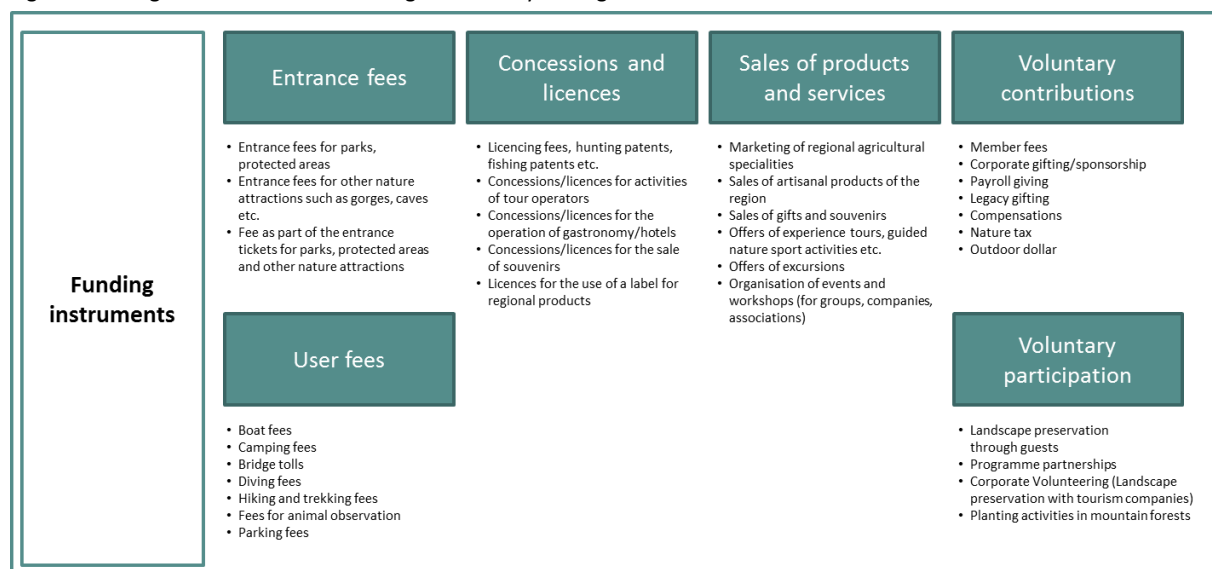 Funding
instruments
Entrance fees
• Entrance fees for parks,
protected areas
• Entrance fees for other nature
attractions such as gorges, caves
etc.
• Fee as part of the entrance
tickets for parks, protected areas
and other nature attractions
Concessions and
licences
• Licencing fees, hunting patents,
fishing patents etc.
• Concessions/licences for activities
of tour operators
• Concessions/licences for the
operation of gastronomy/hotels
• Concessions/licences for the sale
of souvenirs
• Licences for the use of a label for
regional products
Sales of products
and services
• Marketing of regional agricultural
specialities
• Sales of artisanal products of the
region
• Sales of gifts and souvenirs
• Offers of experience tours, guided
nature sport activities etc.
• Offers of excursions
• Organisation of events and
workshops (for groups, companies,
associations)
Voluntary
contributions
• Member fees
• Corporate gifting/sponsorship
• Payroll giving
• Legacy gifting
• Compensations
• Nature tax
• Outdoor dollar
User fees
• Boat fees
• Camping fees
• Bridge tolls
• Diving fees
• Hiking and trekking fees
• Fees for animal observation
• Parking fees
Voluntary
participation
• Landscape preservation
through guests
• Programme partnerships
• Corporate Volunteering (Landscape
preservation with tourism companies)
• Planting activities in mountain forests